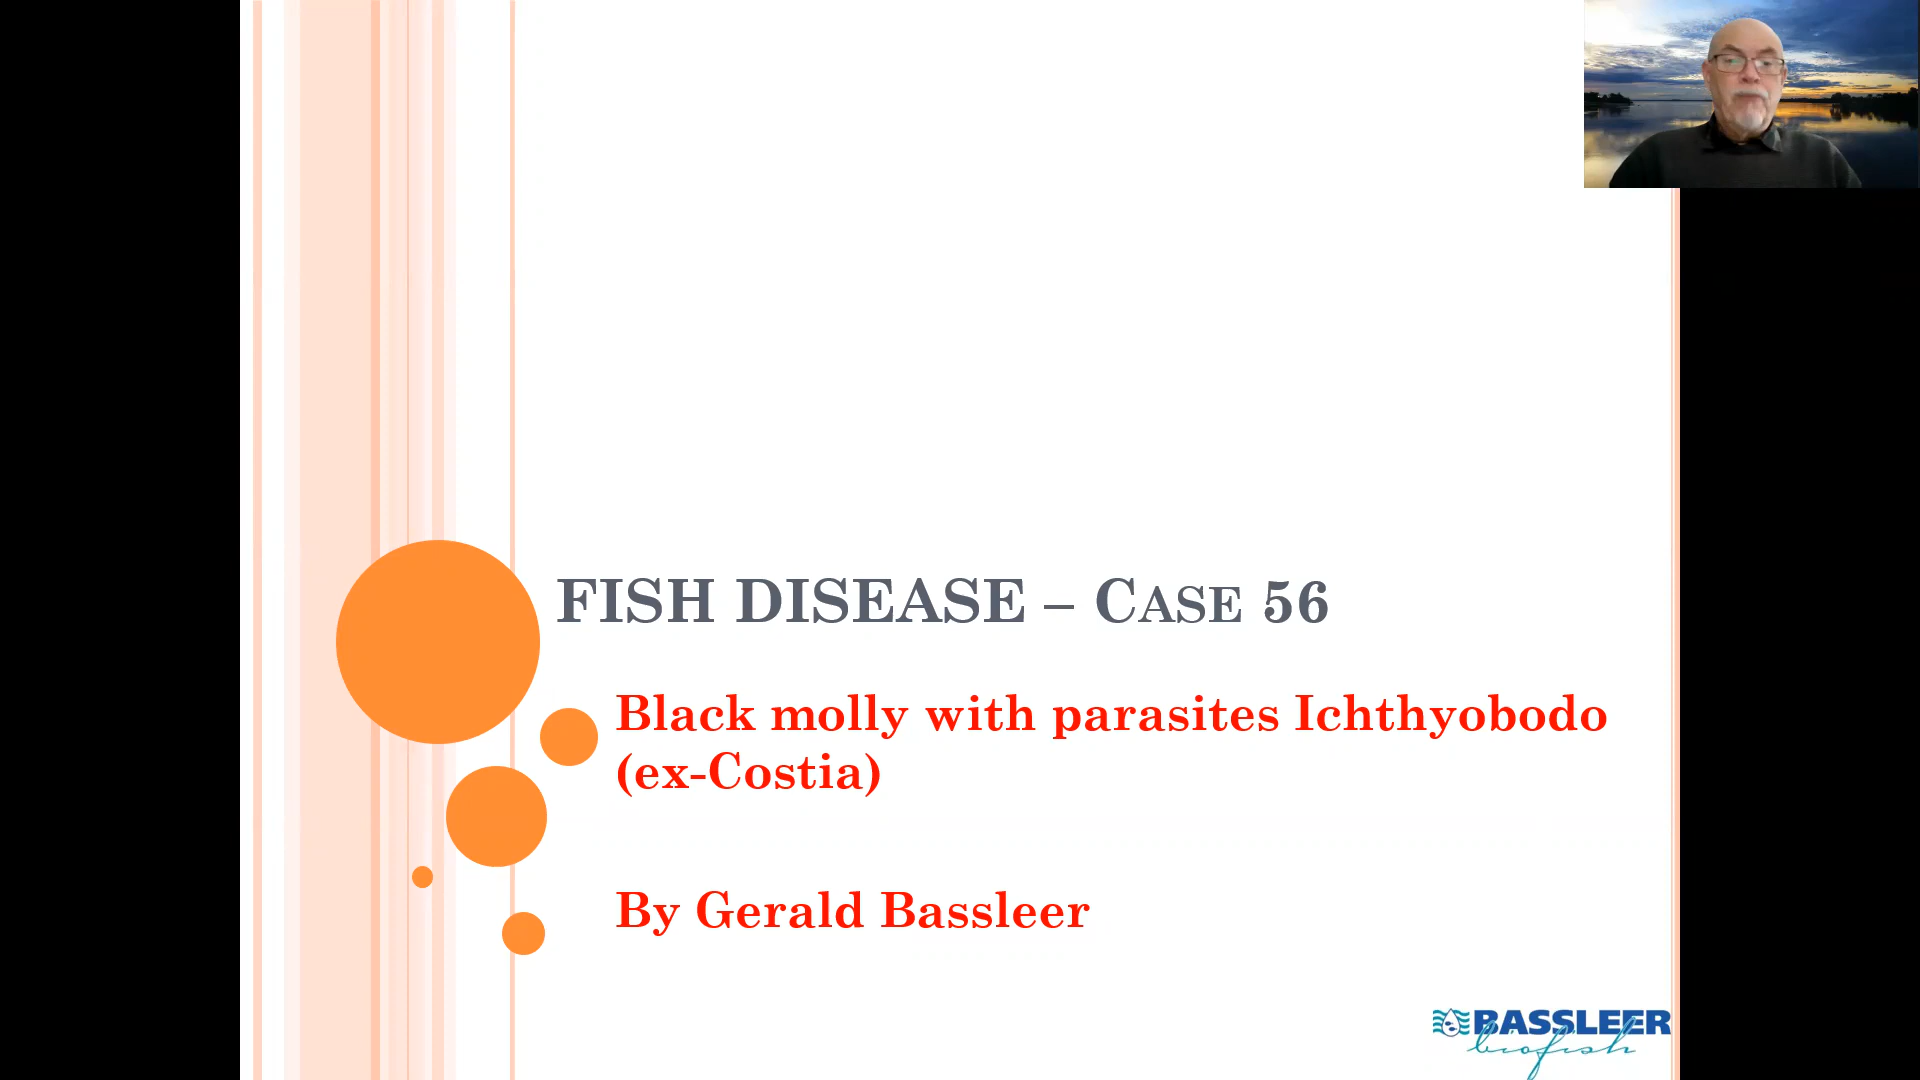 FISH DISEASE – CASE 56
Black molly with parasites Ichthyobodo
(ex-Costia)
By Gerald Bassleer
BASSLEER
biofish